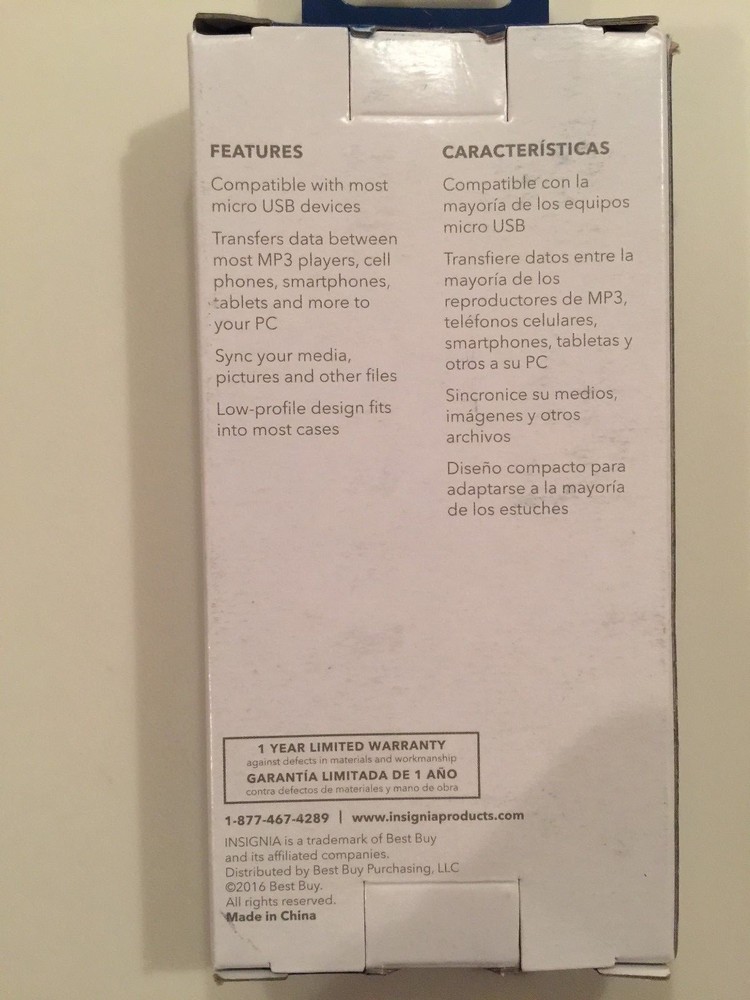 FEATURES
Compatible with most
micro USB devices
Transfers data between
most MP3 players, cell
phones, smartphones,
tablets and more to
your PC
Sync your media,
pictures and other files
Low-profile design fits
into most cases
CARACTERÍSTICAS
Compatible con la
mayoría de los equipos
micro USB
Transfiere datos entre la
mayoría de los
reproductores de MP3,
teléfonos celulares,
smartphones, tabletas y
otros a su PC
Sincronice su medios,
imágenes y otros
archivos
Diseño compacto para
adaptarse a la mayoría
de los estuches
1 YEAR LIMITED WARRANTY
against defects in materials and workmanship
GARANTÍA LIMITADA DE 1 AÑO
contra defectos de materiales y mano de obra
1-877-467-4289 | www.insigniaproducts.com
INSIGNIA is a trademark of Best Buy
and its affiliated companies.
Distributed by Best Buy Purchasing, LLC
©2016 Best Buy.
All rights reserved.
Made in China